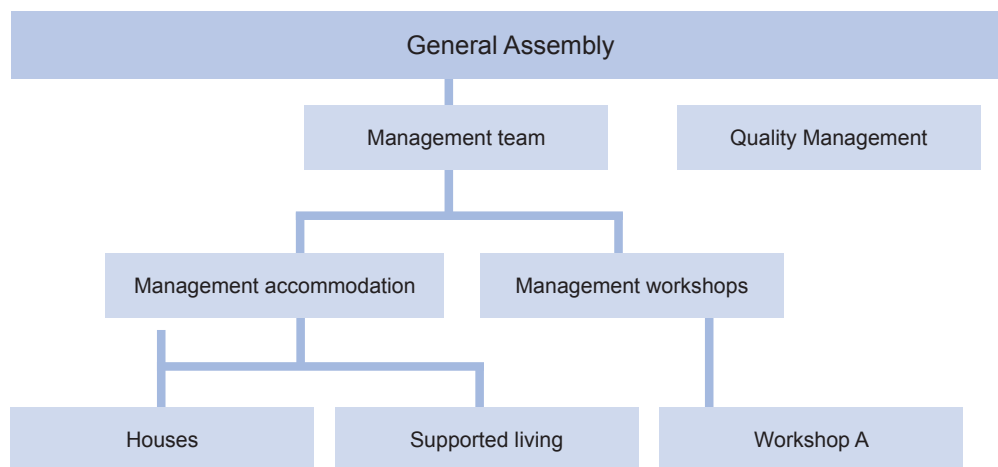 General Assembly
Management team
Quality Management
Management accommodation
Management workshops
Houses
Supported living
Workshop A